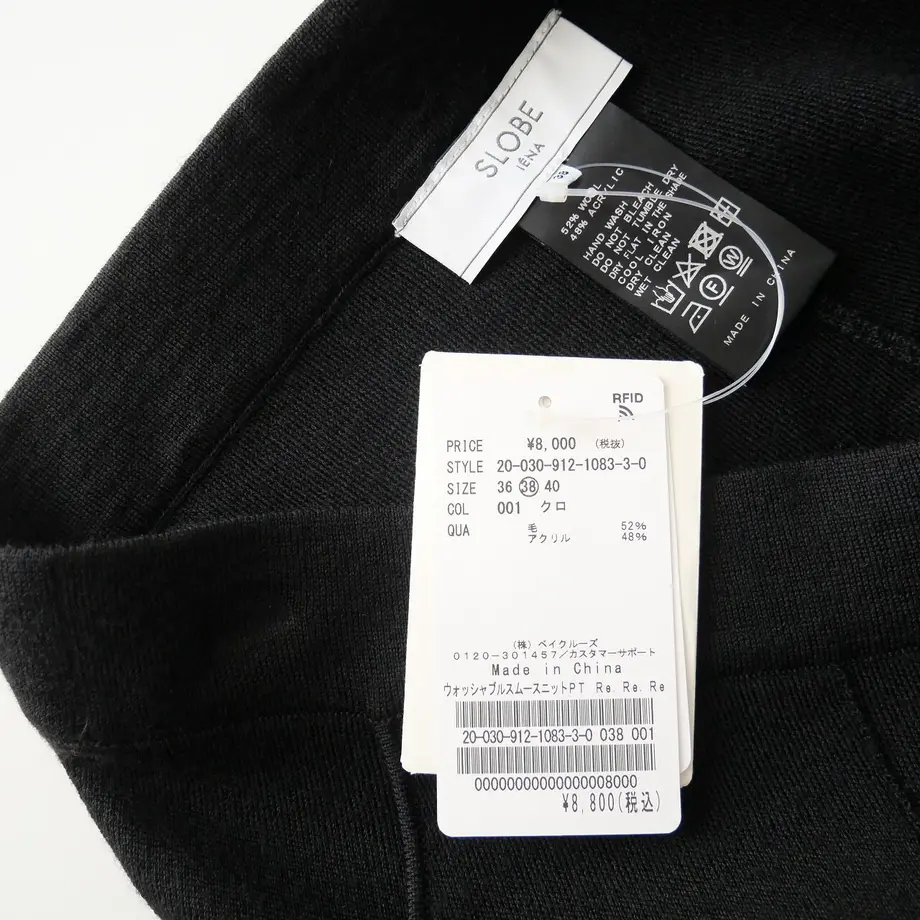 SLOBE
IÉNA
38
52% WOOL
48% ACRYLIC
HAND WASH
DO NOT BLEACH
DO NOT TUMBLE DRY
DRY FLAT IN THE SHADE
COOL IRON
DRY CLEAN
WET CLEAN
F W
MADE IN CHINA
RFID
PRICE ¥8,000 (税抜)
STYLE 20-030-912-1083-3-0
SIZE 36 38 40
COL 001 クロ
QUA 毛 52%
アクリル 48%
(株)ベイクルーズ
0120-301457/カスタマーサポート
Made in China
ウォッシャブルスムースニットPT Re.Re.Re
20-030-912-1083-3-0 038 001
00000000000000008000
¥8,800(税込)